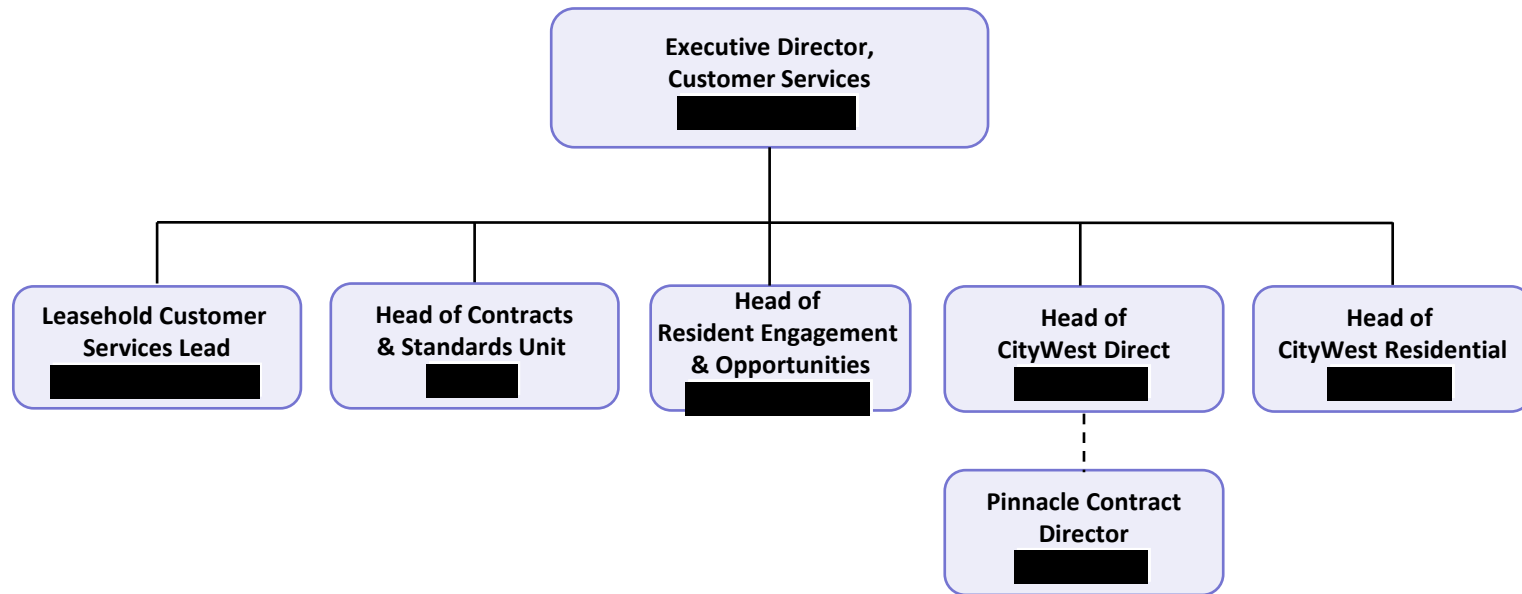 Executive Director,
Customer Services
Leasehold Customer
Services Lead
Head of Contracts
& Standards Unit
Head of
Resident Engagement
& Opportunities
Head of
CityWest Direct
Head of
CityWest Residential
Pinnacle Contract
Director